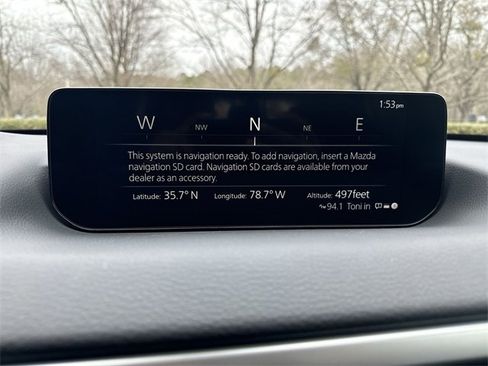 1:53pm
W NW N NE E
This system is navigation ready. To add navigation, insert a Mazda
navigation SD card. Navigation SD cards are available from your
dealer as an accessory.
Latitude: 35.7° N Longitude: 78.7° W Altitude: 497feet
94.1 Toni in